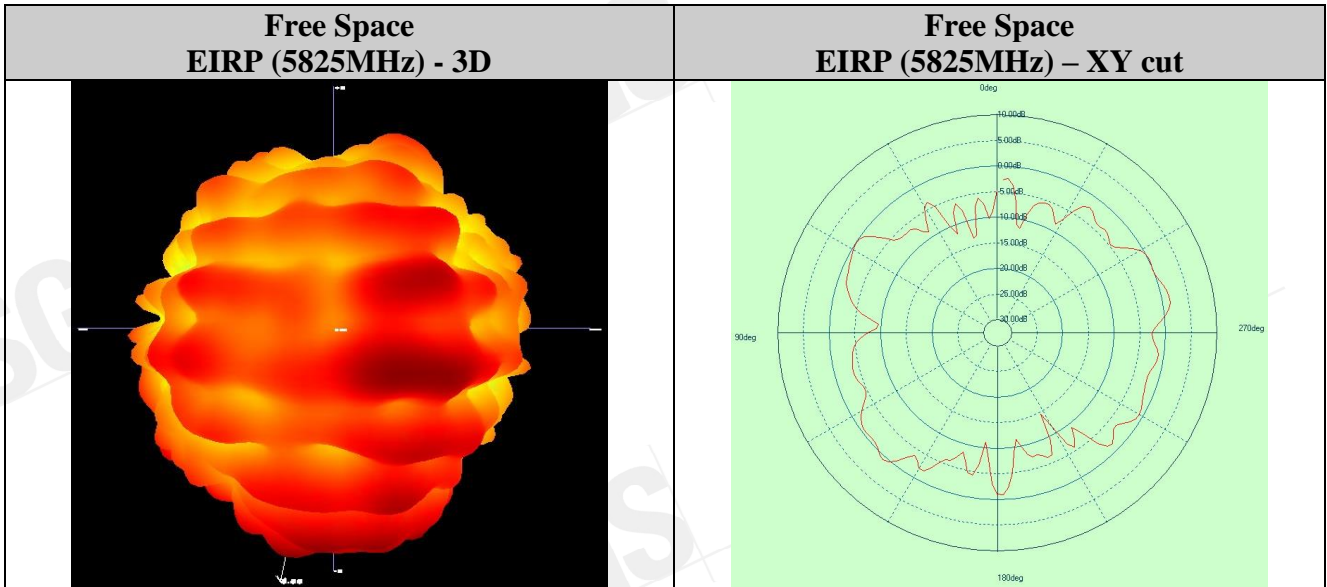 Free Space
EIRP (5825MHz) - 3D
Free Space
EIRP (5825MHz) – XY cut
0deg
10.00dB
5.00dB
0.00dB
5.00dB
10.00dB
15.00dB
20.00dB
25.00dB
30.00dB
90deg
270deg
180deg